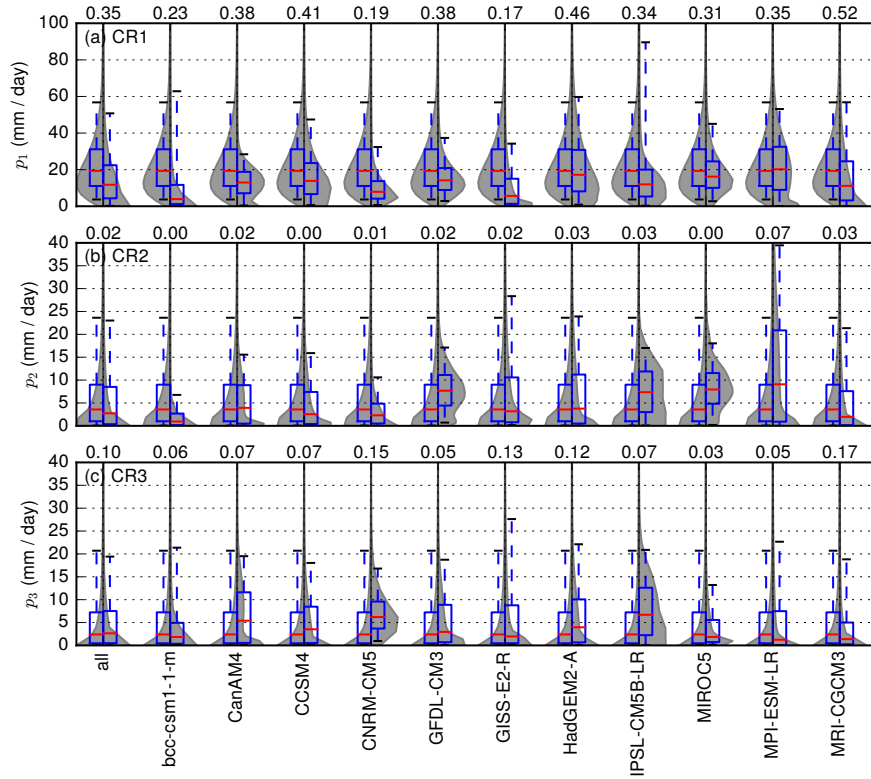 0.35 0.23 0.38 0.41 0.19 0.38 0.17 0.46 0.34 0.31 0.35 0.52
100
(a) CR1
80
60
40
20
0
p1 (mm / day)
0.02 0.00 0.02 0.00 0.01 0.02 0.02 0.03 0.03 0.00 0.07 0.03
40
(b) CR2
35
30
25
20
15
10
5
0
p2 (mm / day)
0.10 0.06 0.07 0.07 0.15 0.05 0.13 0.12 0.07 0.03 0.05 0.17
40
(c) CR3
35
30
25
20
15
10
5
0
p3 (mm / day)
all
bcc-csm1-1-m
CanAM4
CCSM4
CNRM-CM5
GFDL-CM3
GISS-E2-R
HadGEM2-A
IPSL-CM5B-LR
MIROC5
MPI-ESM-LR
MRI-CGCM3